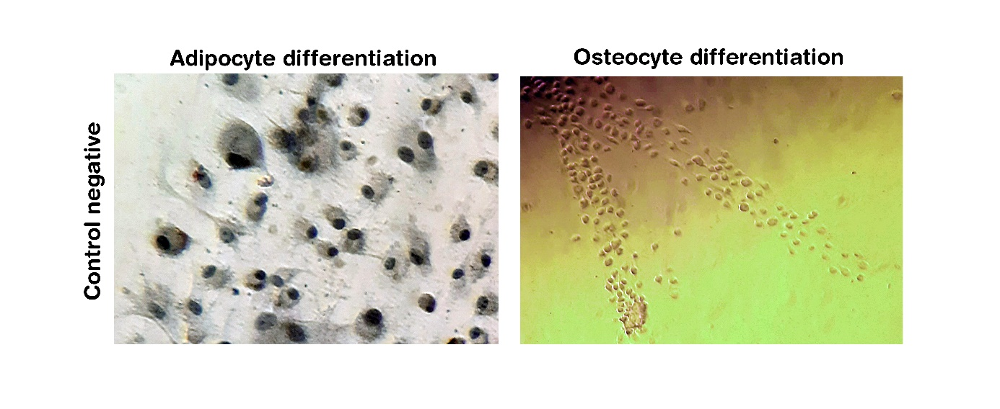 Adipocyte differentiation
Osteocyte differentiation
Control negative